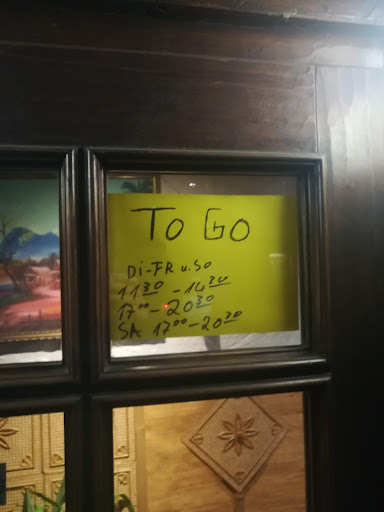 To Go
Di-FR u. So
11³⁰ - 14³⁰
17⁰⁰ - 20³⁰
SA 17⁰⁰ - 20³⁰